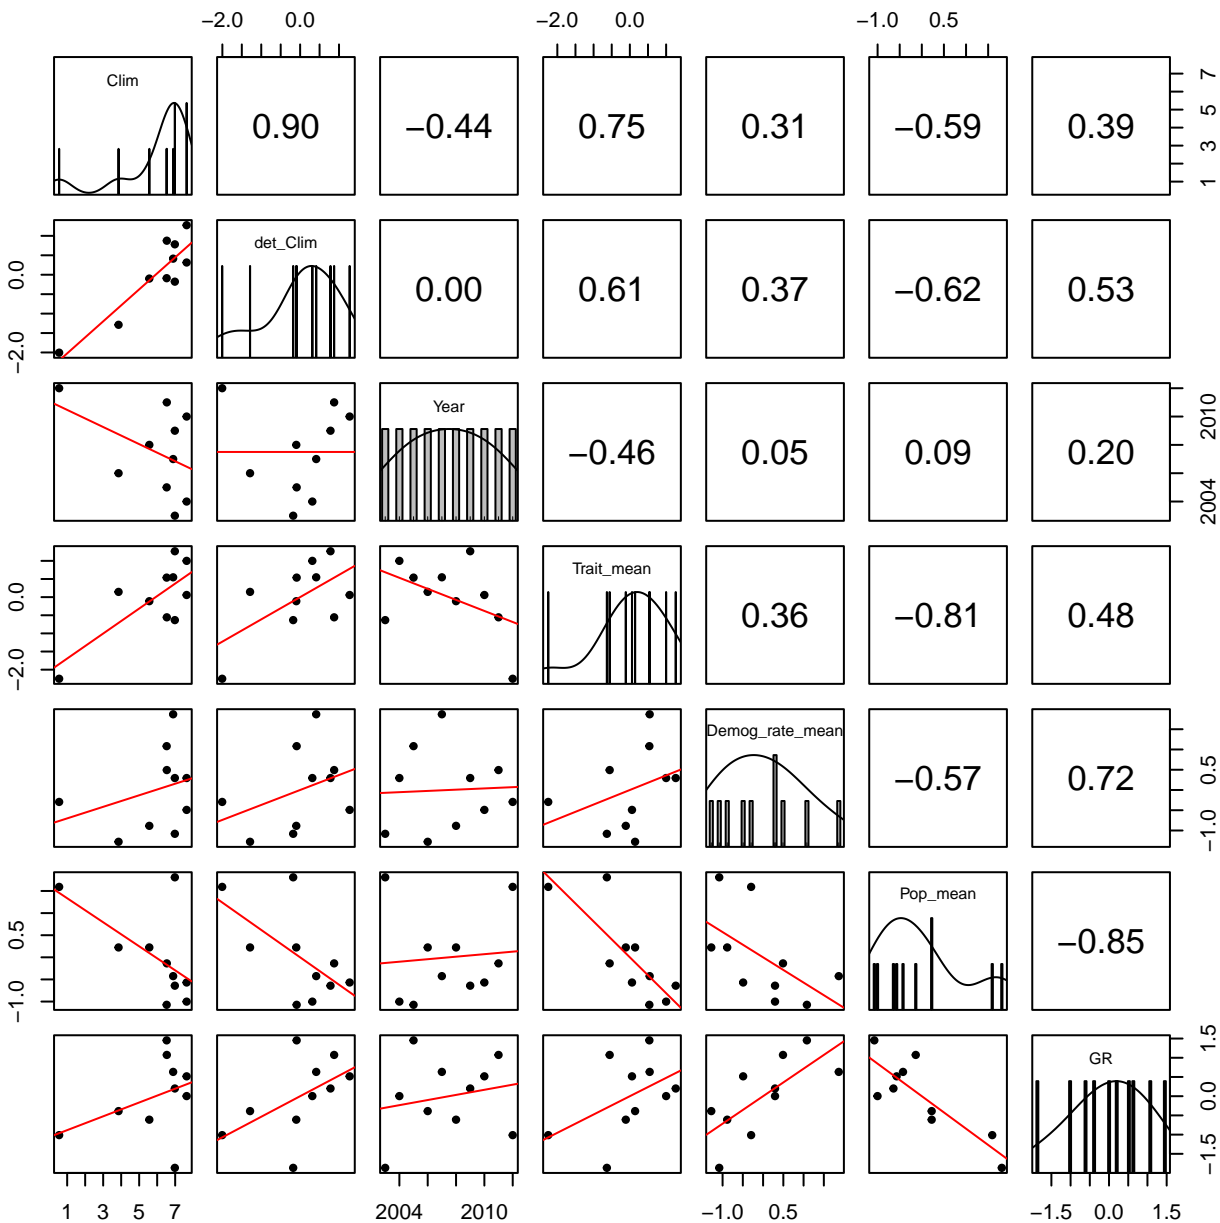 −2.0 0.0 −2.0 0.0 −1.0 0.5
Clim 0.90 −0.44 0.75 0.31 −0.59 0.39 1 3 5 7
−2.0 0.0 det_Clim 0.00 0.61 0.37 −0.62 0.53
Year −0.46 0.05 0.09 0.20 2004 2010
−2.0 0.0 Trait_mean 0.36 −0.81 0.48
Demog_rate_mean −0.57 0.72 −1.0 0.5
−1.0 0.5 Pop_mean −0.85
GR −1.5 0.0 1.5
1 3 5 7 2004 2010 −1.0 0.5 −1.5 0.0 1.5